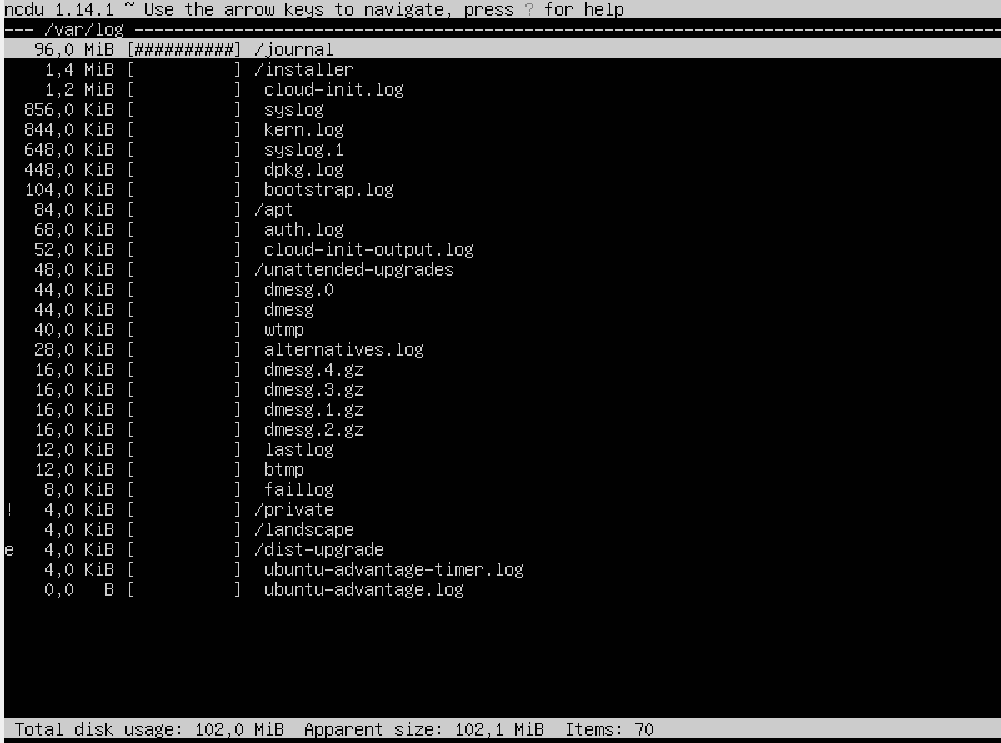 ncdu 1.14.1 ~ Use the arrow keys to navigate, press ? for help
--- /var/log ---------------------------------------------------------------------------------------
   96,0 MiB [##########] /journal
    1,4 MiB [          ] /installer
    1,2 MiB [          ]  cloud-init.log
  856,0 KiB [          ]  syslog
  844,0 KiB [          ]  kern.log
  648,0 KiB [          ]  syslog.1
  448,0 KiB [          ]  dpkg.log
  104,0 KiB [          ]  bootstrap.log
   84,0 KiB [          ] /apt
   68,0 KiB [          ]  auth.log
   52,0 KiB [          ]  cloud-init-output.log
   48,0 KiB [          ] /unattended-upgrades
   44,0 KiB [          ]  dmesg.0
   44,0 KiB [          ]  dmesg
   40,0 KiB [          ]  wtmp
   28,0 KiB [          ]  alternatives.log
   16,0 KiB [          ]  dmesg.4.gz
   16,0 KiB [          ]  dmesg.3.gz
   16,0 KiB [          ]  dmesg.1.gz
   16,0 KiB [          ]  dmesg.2.gz
   12,0 KiB [          ]  lastlog
   12,0 KiB [          ]  btmp
    8,0 KiB [          ]  faillog
!   4,0 KiB [          ] /private
    4,0 KiB [          ] /landscape
e   4,0 KiB [          ] /dist-upgrade
    4,0 KiB [          ]  ubuntu-advantage-timer.log
    0,0   B [          ]  ubuntu-advantage.log
 Total disk usage: 102,0 MiB  Apparent size: 102,1 MiB  Items: 70